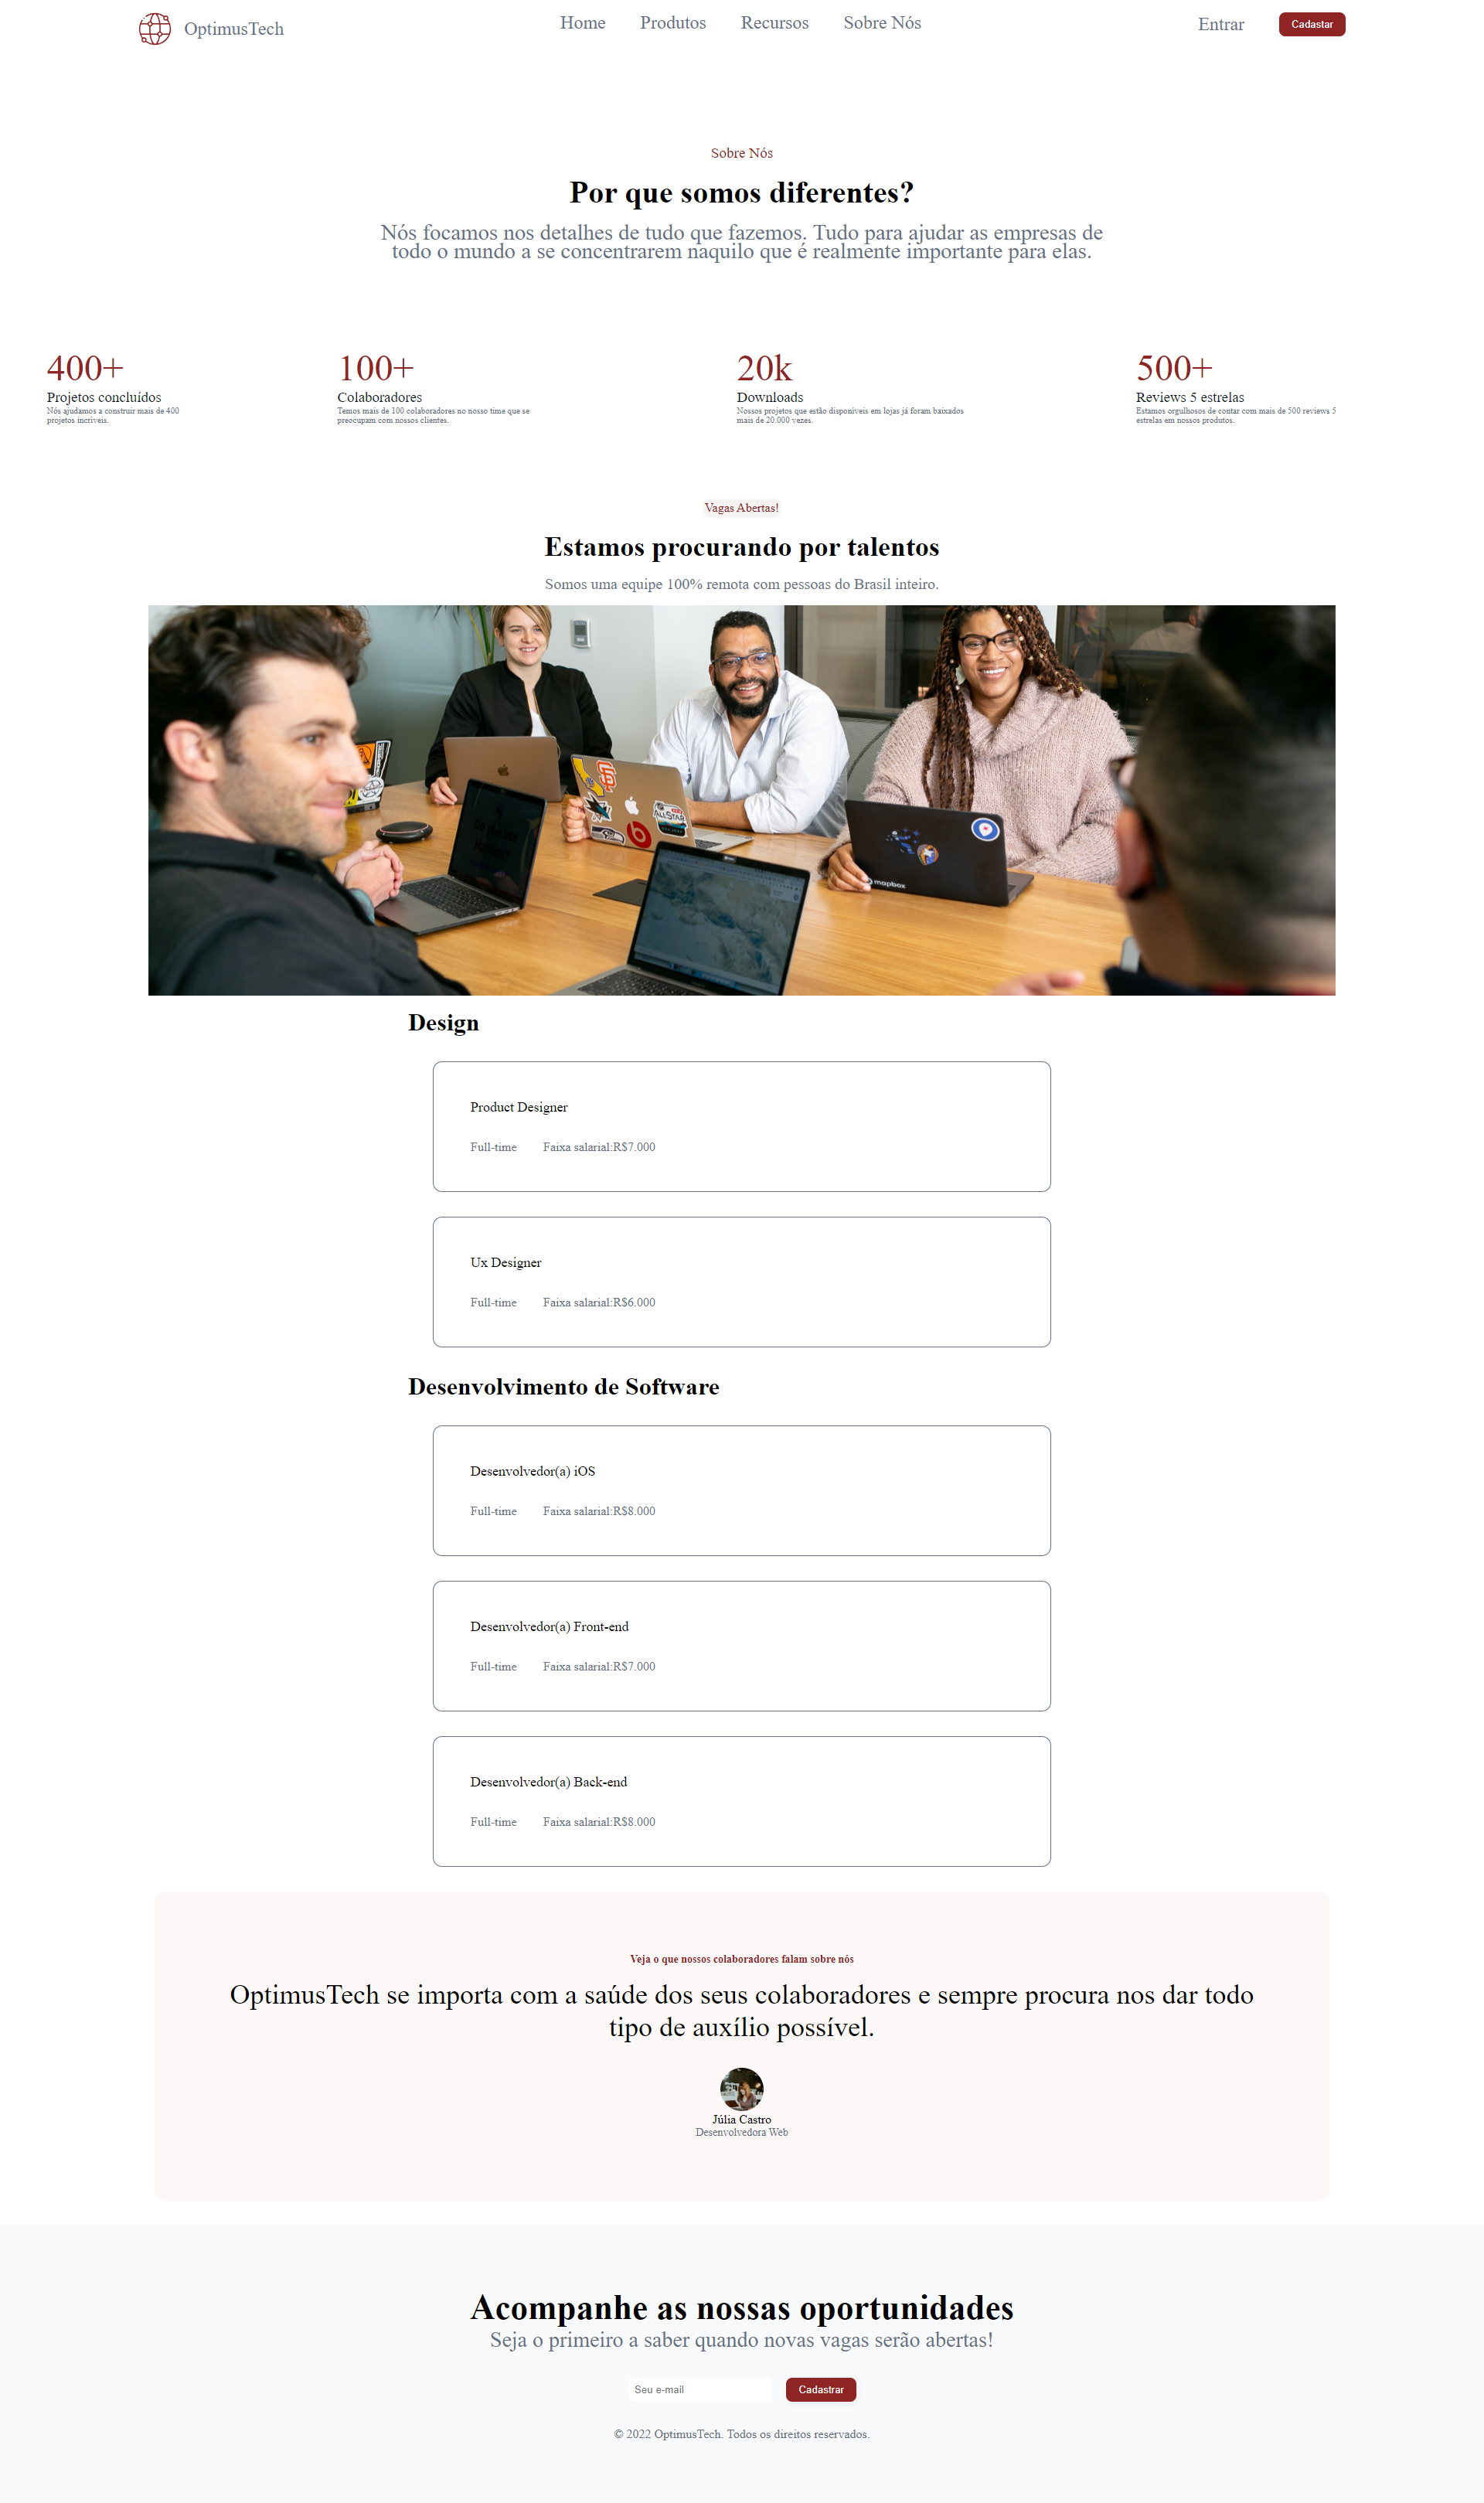 OptimusTech
Home Produtos Recursos Sobre Nós
Entrar Cadastar
Sobre Nós
Por que somos diferentes?
Nós focamos nos detalhes de tudo que fazemos. Tudo para ajudar as empresas de
todo o mundo a se concentrarem naquilo que é realmente importante para elas.
400+
Projetos concluídos
Nós ajudamos a construir mais de 400
projetos incríveis.
100+
Colaboradores
Temos mais de 100 colaboradores no nosso time que se
preocupam com nossos clientes.
20k
Downloads
Nossos projetos que estão disponíveis em lojas já foram baixados
mais de 20.000 vezes.
500+
Reviews 5 estrelas
Estamos orgulhosos de contar com mais de 500 reviews 5
estrelas em nossos produtos.
Vagas Abertas!
Estamos procurando por talentos
Somos uma equipe 100% remota com pessoas do Brasil inteiro.
ALL STAR
mapbox
Design
Product Designer
Full-time Faixa salarial:R$7.000
Ux Designer
Full-time Faixa salarial:R$6.000
Desenvolvimento de Software
Desenvolvedor(a) iOS
Full-time Faixa salarial:R$8.000
Desenvolvedor(a) Front-end
Full-time Faixa salarial:R$7.000
Desenvolvedor(a) Back-end
Full-time Faixa salarial:R$8.000
Veja o que nossos colaboradores falam sobre nós
OptimusTech se importa com a saúde dos seus colaboradores e sempre procura nos dar todo
tipo de auxílio possível.
Júlia Castro
Desenvolvedora Web
Acompanhe as nossas oportunidades
Seja o primeiro a saber quando novas vagas serão abertas!
Seu e-mail Cadastrar
© 2022 OptimusTech. Todos os direitos reservados.